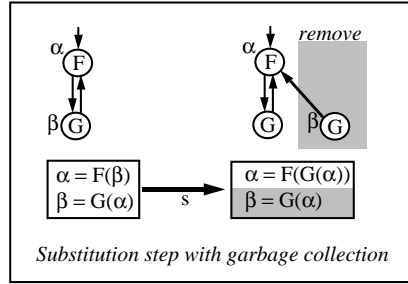 remove
α
F
β
G
α
F
G
β
G
α = F(β)
β = G(α)
s
α = F(G(α))
β = G(α)
Substitution step with garbage collection